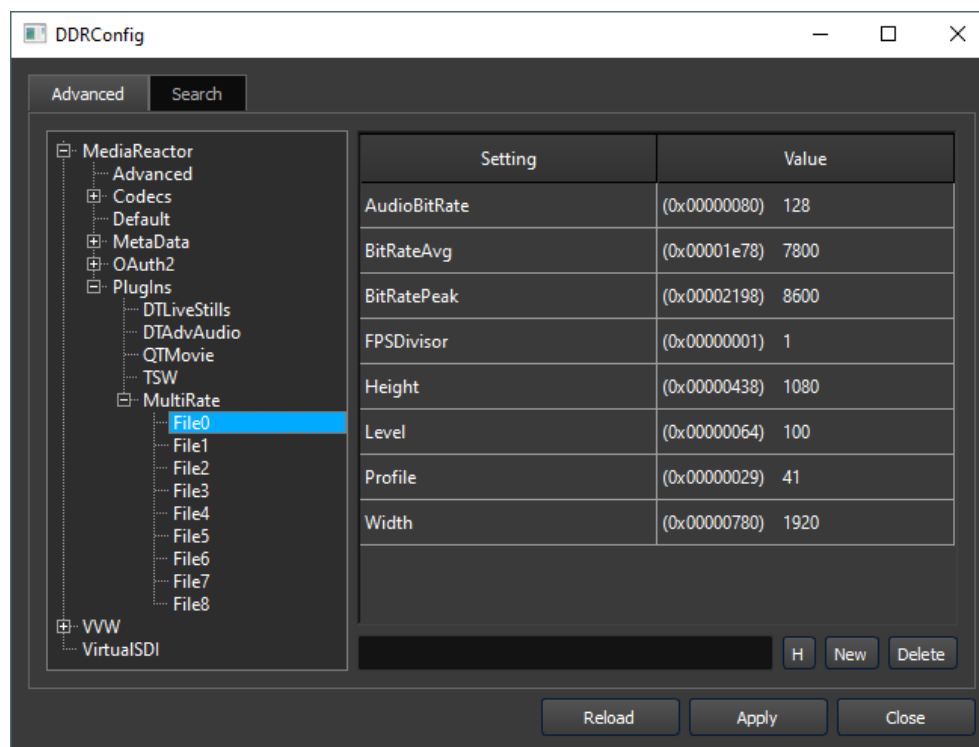 DDRConfig
Advanced Search
MediaReactor
Advanced
Codecs
Default
MetaData
OAuth2
PlugIns
DTLiveStills
DTAdvAudio
QTMovie
TSW
MultiRate
File0
File1
File2
File3
File4
File5
File6
File7
File8
VVW
VirtualSDI
Setting Value
AudioBitRate (0x00000080) 128
BitRateAvg (0x00001e78) 7800
BitRatePeak (0x00002198) 8600
FPSDivisor (0x00000001) 1
Height (0x00000438) 1080
Level (0x00000064) 100
Profile (0x00000029) 41
Width (0x00000780) 1920
H New Delete
Reload Apply Close